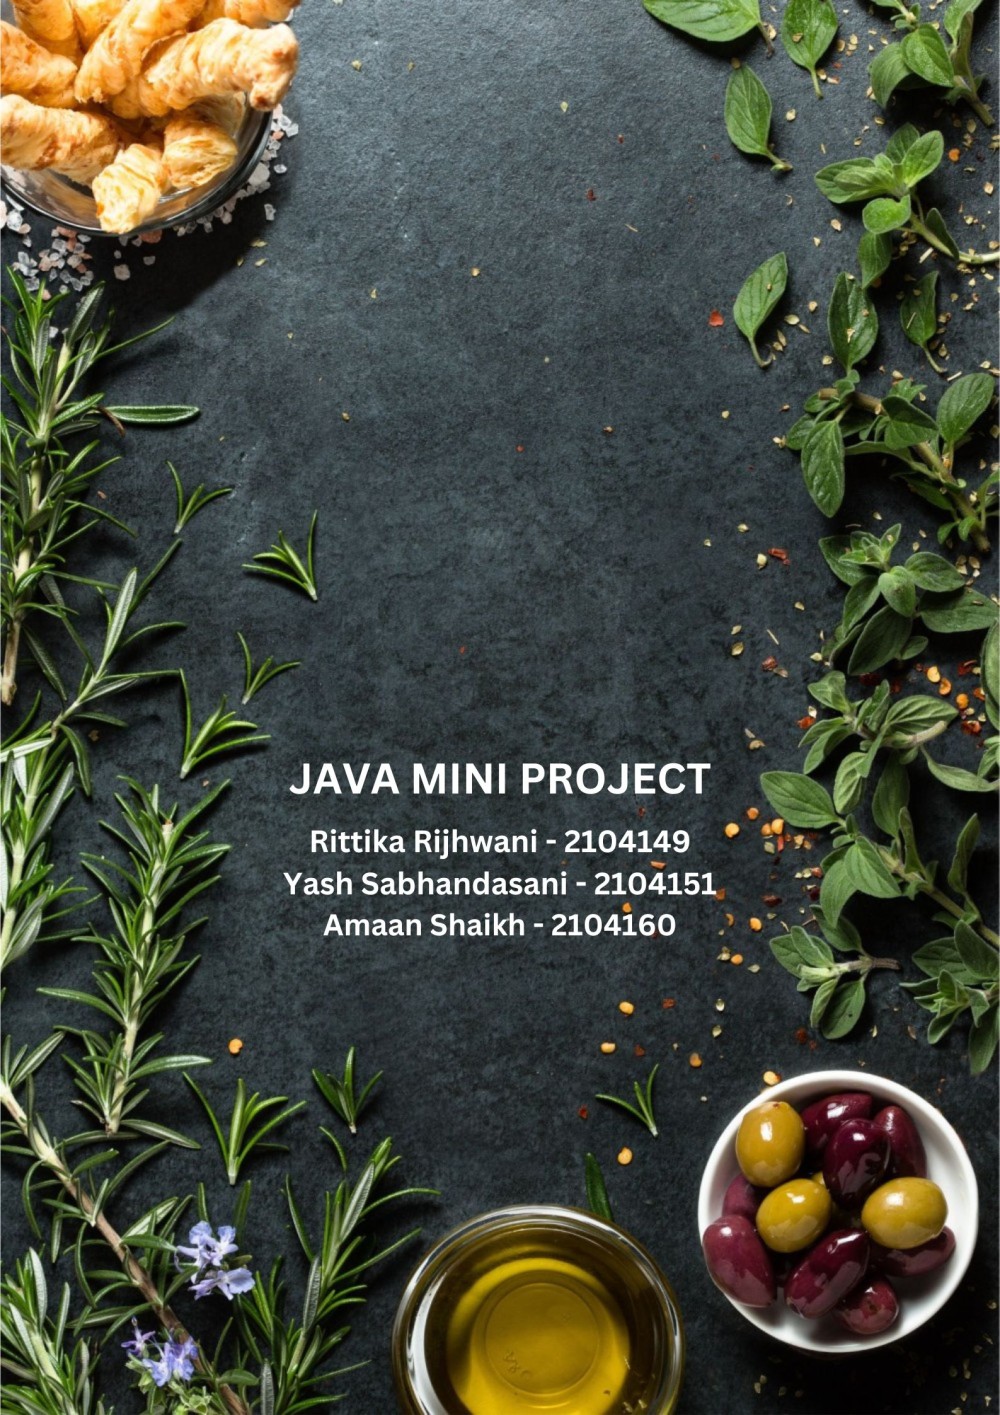 JAVA MINI PROJECT
Rittika Rijhwani - 2104149
Yash Sabhandasani - 2104151
Amaan Shaikh - 2104160